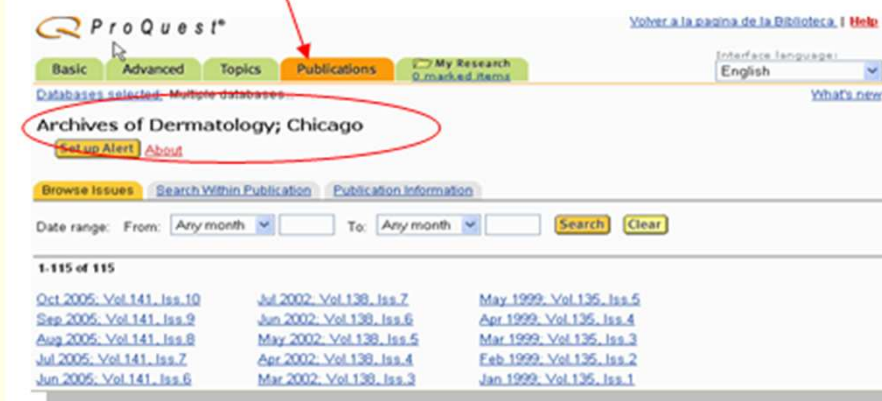 ProQuest® Volver a la pagina de la Biblioteca | Help
Interface language:
Basic Advanced Topics Publications My Research 0 marked items English
Databases selected: Multiple databases... What's new
Archives of Dermatology; Chicago
Set up Alert About
Browse Issues Search Within Publication Publication Information
Date range: From: Any month To: Any month Search Clear
1-115 of 115
Oct 2005; Vol.141, Iss.10 Jul 2002; Vol.138, Iss.7 May 1999; Vol.135, Iss.5
Sep 2005; Vol.141, Iss.9 Jun 2002; Vol.138, Iss.6 Apr 1999; Vol.135, Iss.4
Aug 2005; Vol.141, Iss.8 May 2002; Vol.138, Iss.5 Mar 1999; Vol.135, Iss.3
Jul 2005; Vol.141, Iss.7 Apr 2002; Vol.138, Iss.4 Feb 1999; Vol.135, Iss.2
Jun 2005; Vol.141, Iss.6 Mar 2002; Vol.138, Iss.3 Jan 1999; Vol.135, Iss.1